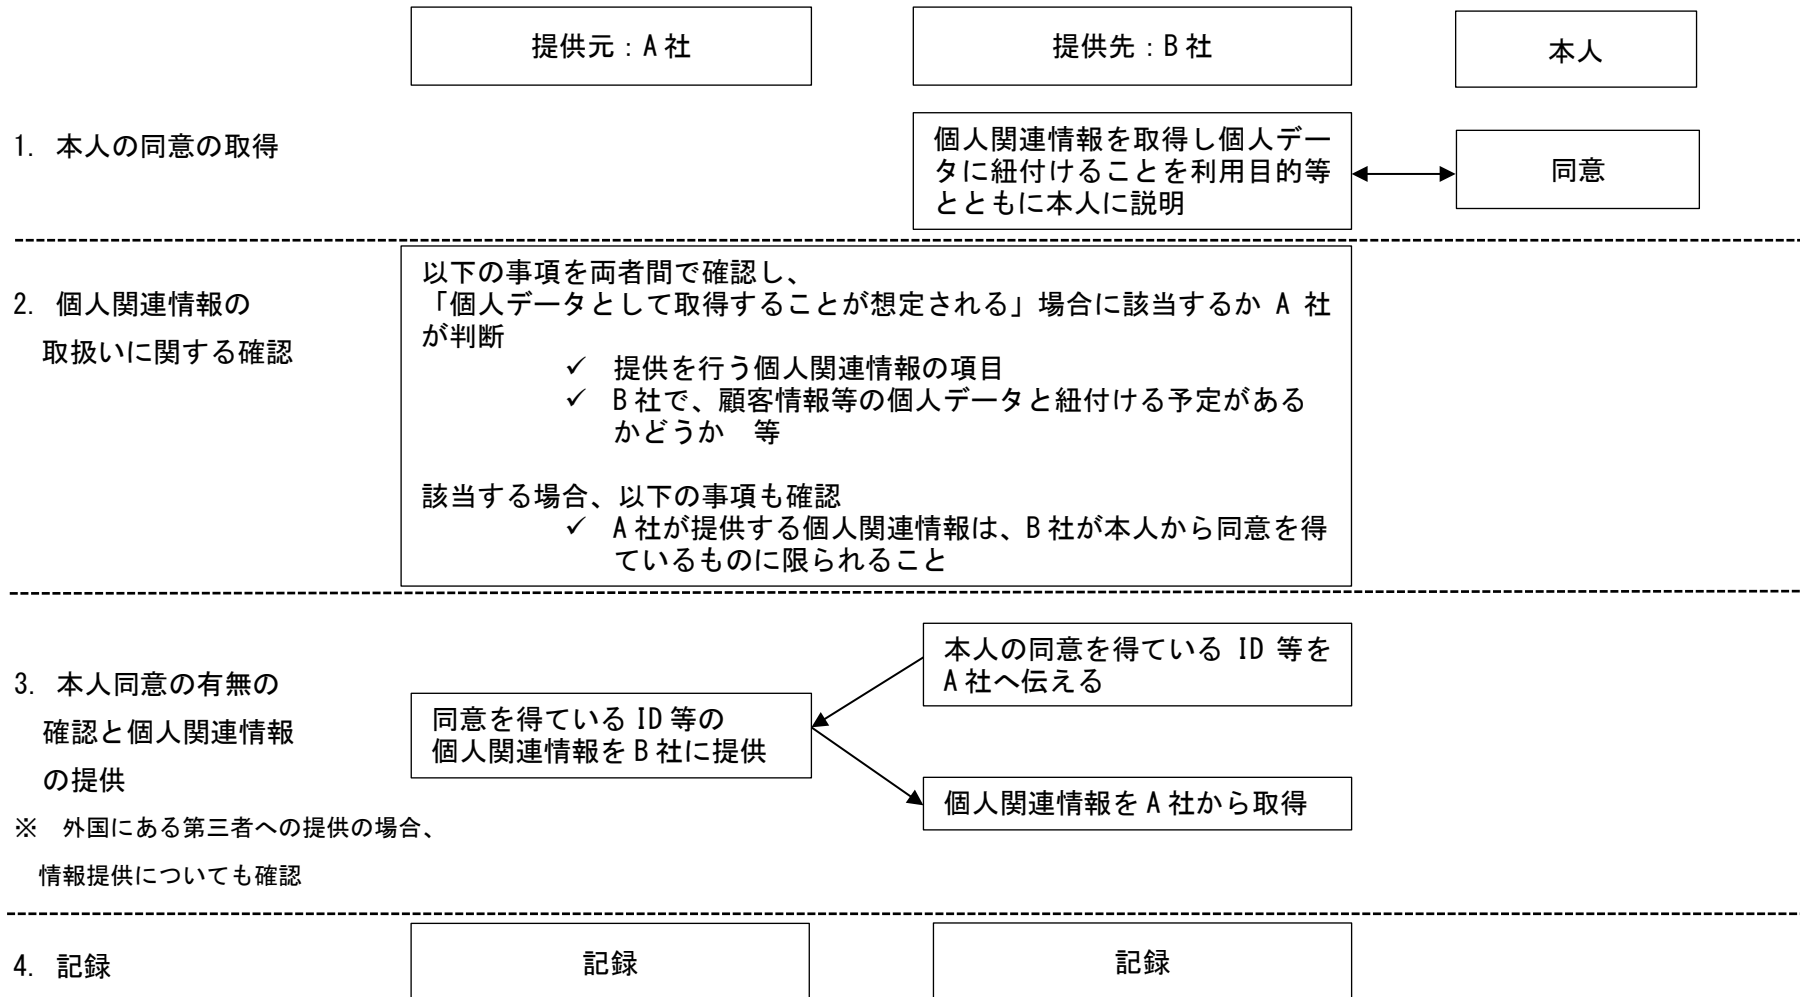 提供元：A社
提供先：B社
本人
1. 本人の同意の取得
個人関連情報を取得し個人デー
タに紐付けることを利用目的等
とともに本人に説明
同意
2. 個人関連情報の
取扱いに関する確認
以下の事項を両者間で確認し、
「個人データとして取得することが想定される」場合に該当するか A 社
が判断
✓ 提供を行う個人関連情報の項目
✓ B社で、顧客情報等の個人データと紐付ける予定がある
かどうか　等
該当する場合、以下の事項も確認
✓ A社が提供する個人関連情報は、B社が本人から同意を得
ているものに限られること
3. 本人同意の有無の
確認と個人関連情報
の提供
※　外国にある第三者への提供の場合、
情報提供についても確認
本人の同意を得ている ID 等を
A社へ伝える
同意を得ている ID 等の
個人関連情報をB社に提供
個人関連情報をA社から取得
4. 記録
記録
記録